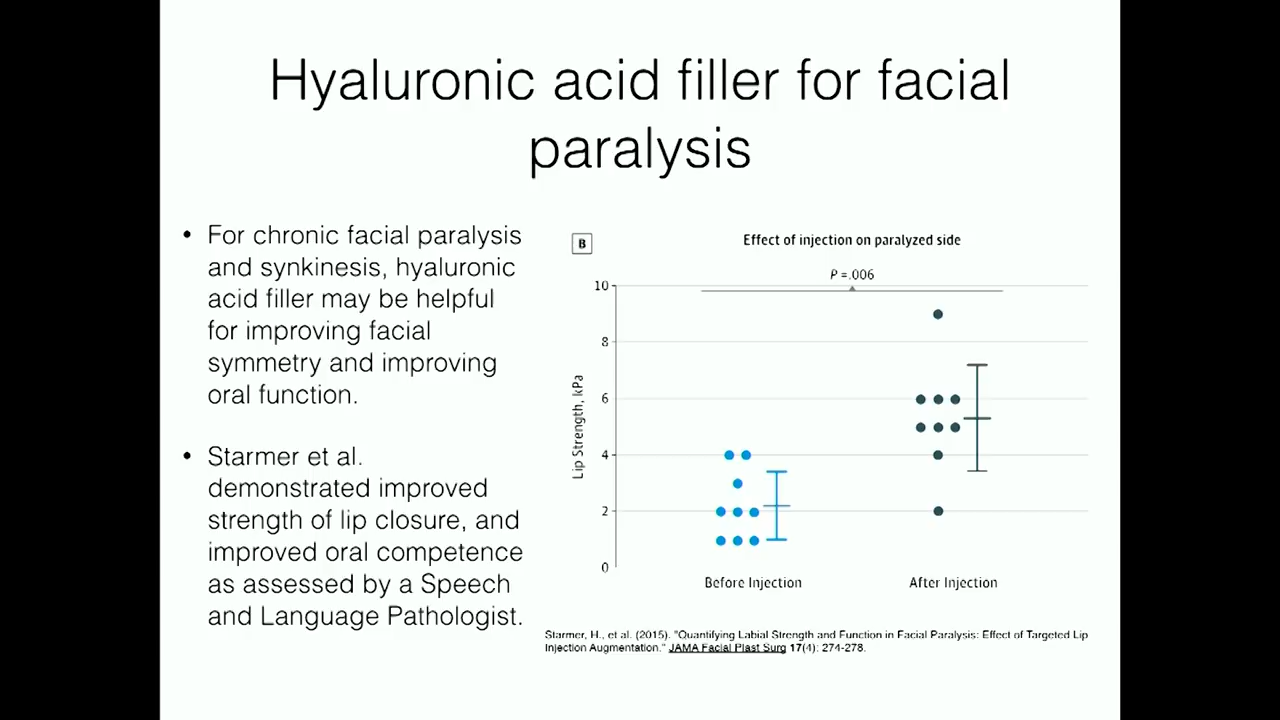 Hyaluronic acid filler for facial
paralysis
• For chronic facial paralysis
and synkinesis, hyaluronic
acid filler may be helpful
for improving facial
symmetry and improving
oral function.
• Starmer et al.
demonstrated improved
strength of lip closure, and
improved oral competence
as assessed by a Speech
and Language Pathologist.
B
Effect of injection on paralyzed side
P =.006
10
8
6
4
2
0
Lip Strength, kPa
Before Injection
After Injection
Starmer, H., et al. (2015). "Quantifying Labial Strength and Function in Facial Paralysis: Effect of Targeted Lip
Injection Augmentation." JAMA Facial Plast Surg 17(4): 274-278.